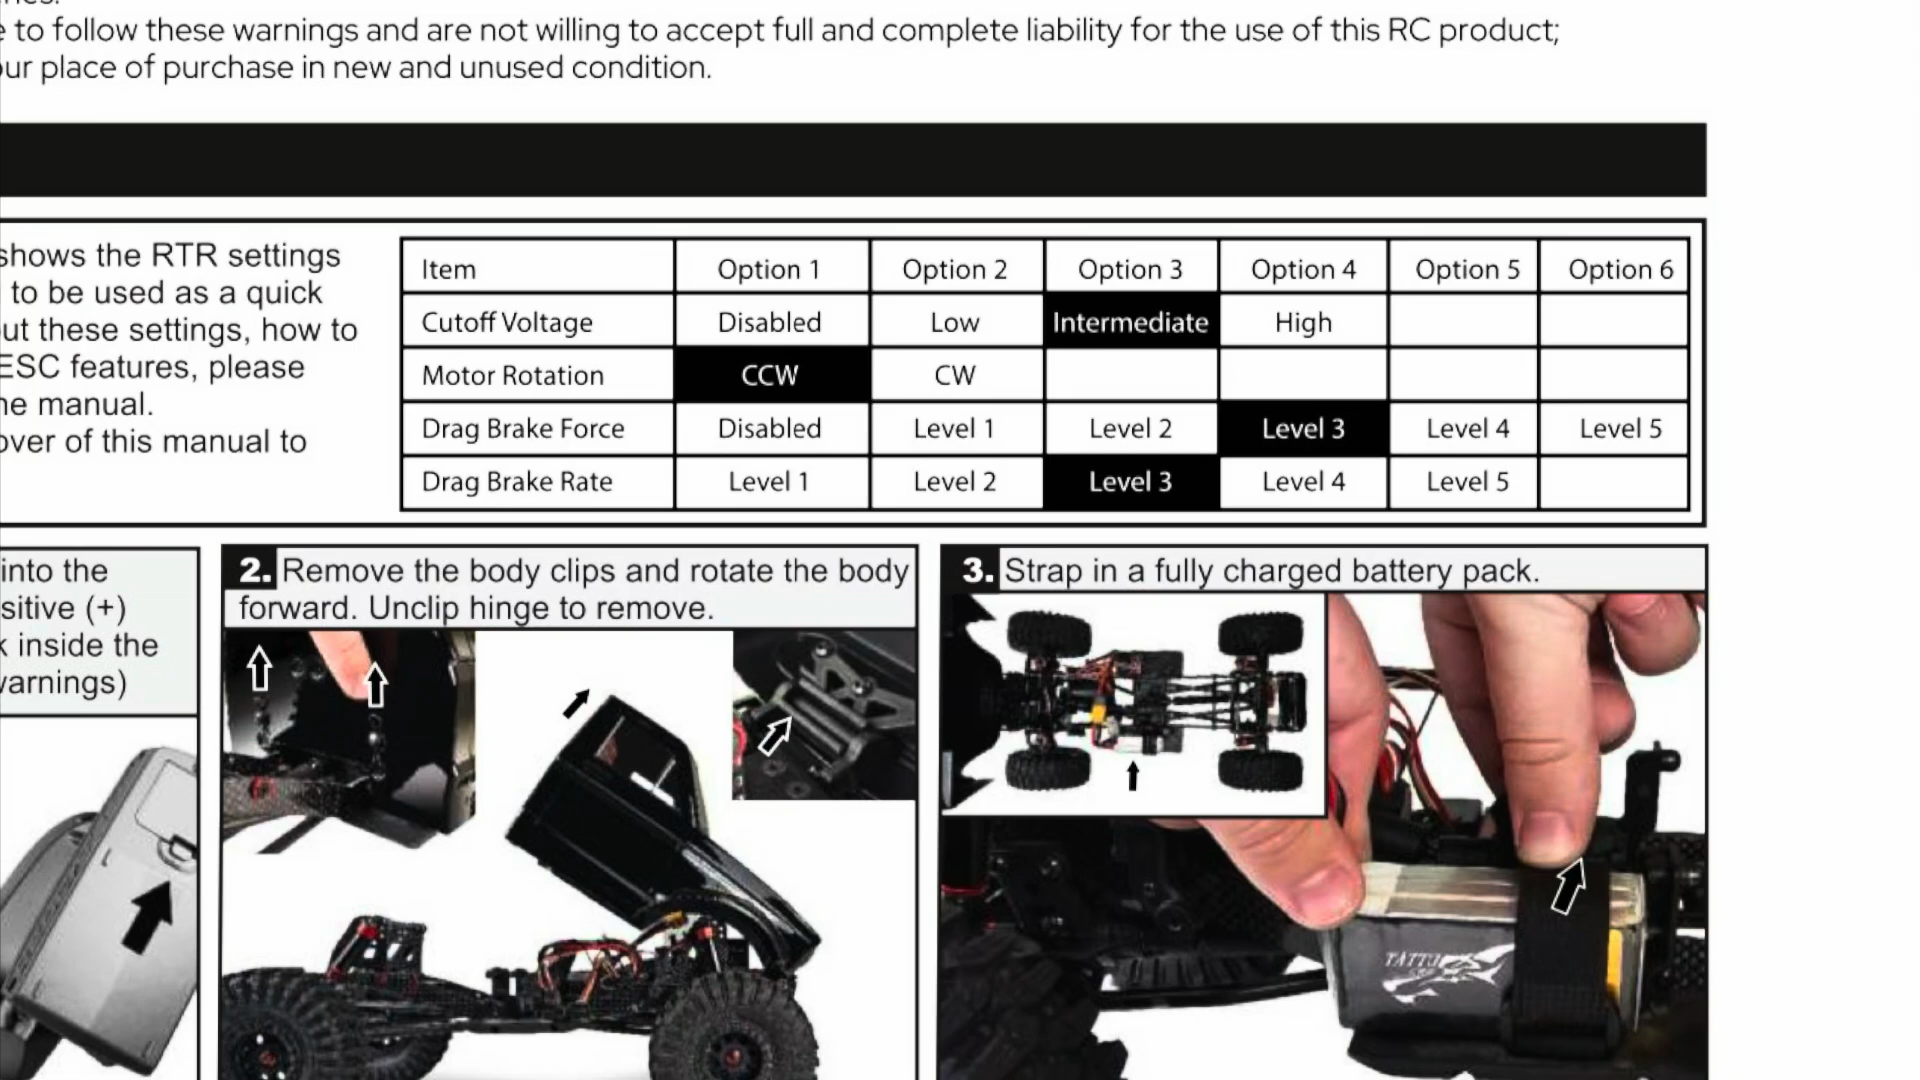 e to follow these warnings and are not willing to accept full and complete liability for the use of this RC product;
our place of purchase in new and unused condition.
shows the RTR settings
to be used as a quick
out these settings, how to
ESC features, please
he manual.
over of this manual to
Item Option 1 Option 2 Option 3 Option 4 Option 5 Option 6
Cutoff Voltage Disabled Low Intermediate High
Motor Rotation CCW CW
Drag Brake Force Disabled Level 1 Level 2 Level 3 Level 4 Level 5
Drag Brake Rate Level 1 Level 2 Level 3 Level 4 Level 5
into the
sitive (+)
k inside the
warnings)
2. Remove the body clips and rotate the body
forward. Unclip hinge to remove.
3. Strap in a fully charged battery pack.